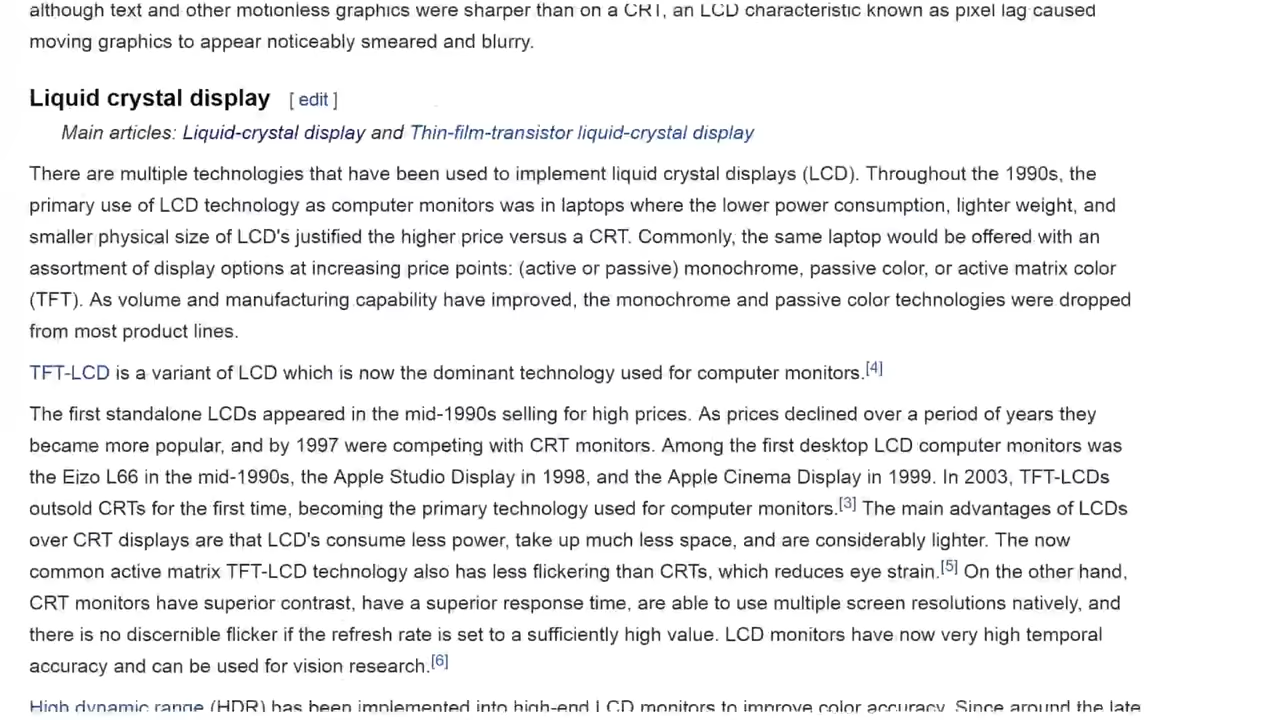 although text and other motionless graphics were sharper than on a CRT, an LCD characteristic known as pixel lag caused
moving graphics to appear noticeably smeared and blurry.
Liquid crystal display [ edit ]
Main articles: Liquid-crystal display and Thin-film-transistor liquid-crystal display
There are multiple technologies that have been used to implement liquid crystal displays (LCD). Throughout the 1990s, the
primary use of LCD technology as computer monitors was in laptops where the lower power consumption, lighter weight, and
smaller physical size of LCD's justified the higher price versus a CRT. Commonly, the same laptop would be offered with an
assortment of display options at increasing price points: (active or passive) monochrome, passive color, or active matrix color
(TFT). As volume and manufacturing capability have improved, the monochrome and passive color technologies were dropped
from most product lines.
TFT-LCD is a variant of LCD which is now the dominant technology used for computer monitors.[4]
The first standalone LCDs appeared in the mid-1990s selling for high prices. As prices declined over a period of years they
became more popular, and by 1997 were competing with CRT monitors. Among the first desktop LCD computer monitors was
the Eizo L66 in the mid-1990s, the Apple Studio Display in 1998, and the Apple Cinema Display in 1999. In 2003, TFT-LCDs
outsold CRTs for the first time, becoming the primary technology used for computer monitors.[3] The main advantages of LCDs
over CRT displays are that LCD's consume less power, take up much less space, and are considerably lighter. The now
common active matrix TFT-LCD technology also has less flickering than CRTs, which reduces eye strain.[5] On the other hand,
CRT monitors have superior contrast, have a superior response time, are able to use multiple screen resolutions natively, and
there is no discernible flicker if the refresh rate is set to a sufficiently high value. LCD monitors have now very high temporal
accuracy and can be used for vision research.[6]
High dynamic range (HDR) has been implemented into high-end LCD monitors to improve color accuracy. Since around the late